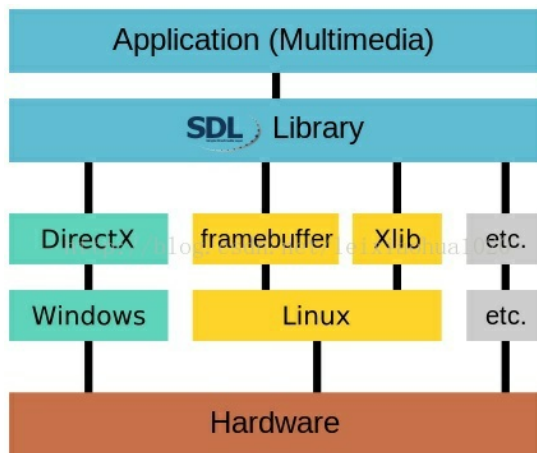 Application (Multimedia)
SDL Library
DirectX framebuffer Xlib etc.
Windows Linux etc.
Hardware